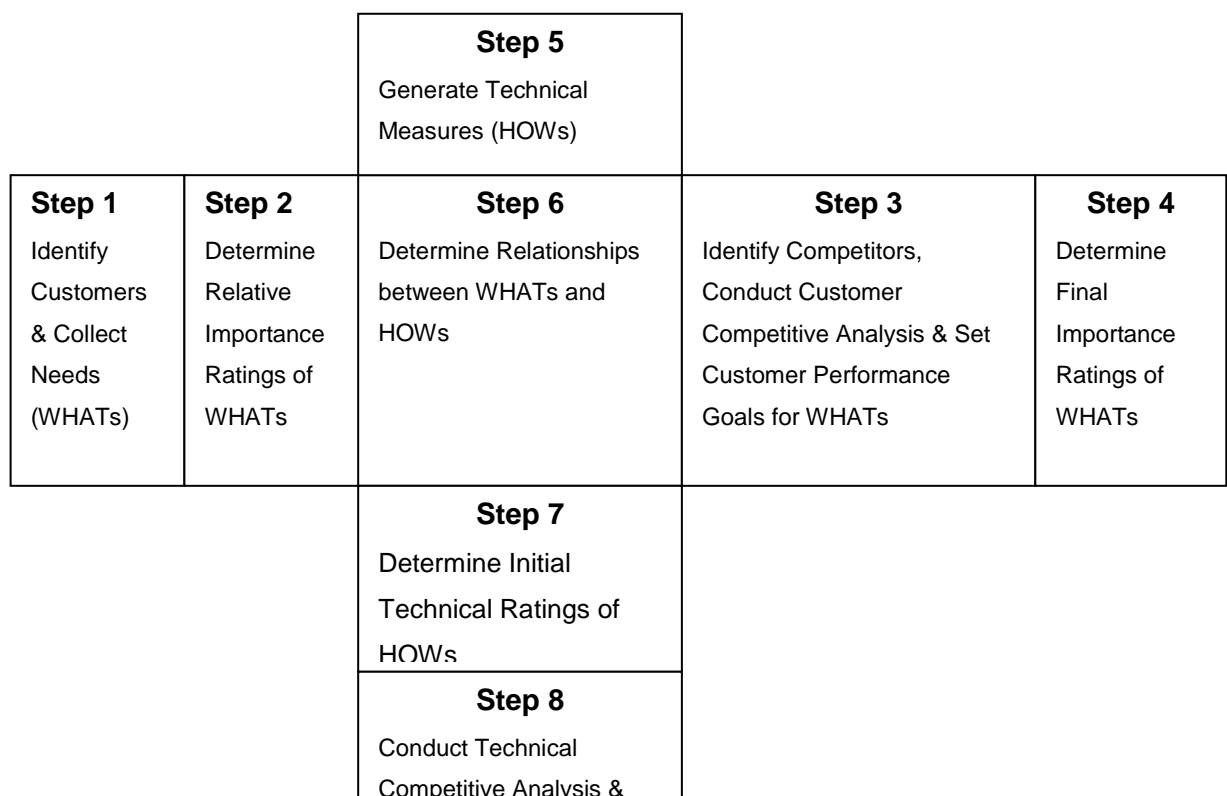 Step 5
Generate Technical
Measures (HOWs)
Step 1
Identify
Customers
& Collect
Needs
(WHATs)
Step 2
Determine
Relative
Importance
Ratings of
WHATs
Step 6
Determine Relationships
between WHATs and
HOWs
Step 3
Identify Competitors,
Conduct Customer
Competitive Analysis & Set
Customer Performance
Goals for WHATs
Step 4
Determine
Final
Importance
Ratings of
WHATs
Step 7
Determine Initial
Technical Ratings of
HOWs
Step 8
Conduct Technical
Competitive Analysis &